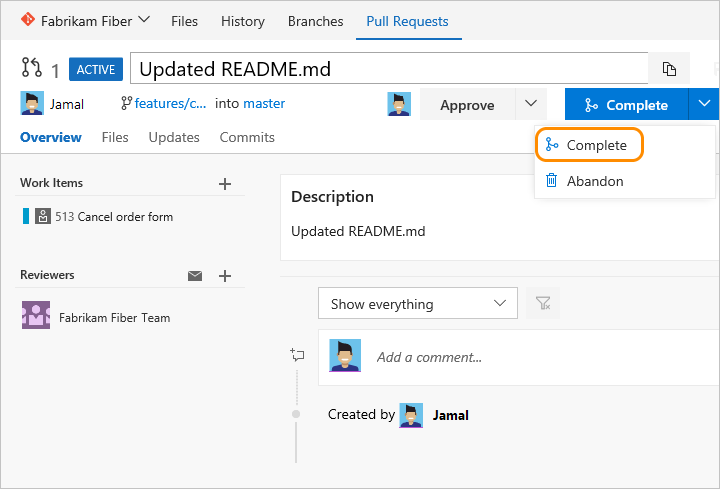 Fabrikam Fiber Files History Branches Pull Requests
1 ACTIVE Updated README.md
Jamal features/c... into master Approve Complete
Overview Files Updates Commits
Complete
Abandon
Work Items
513 Cancel order form
Reviewers
Fabrikam Fiber Team
Description
Updated README.md
Show everything
Add a comment...
Created by Jamal